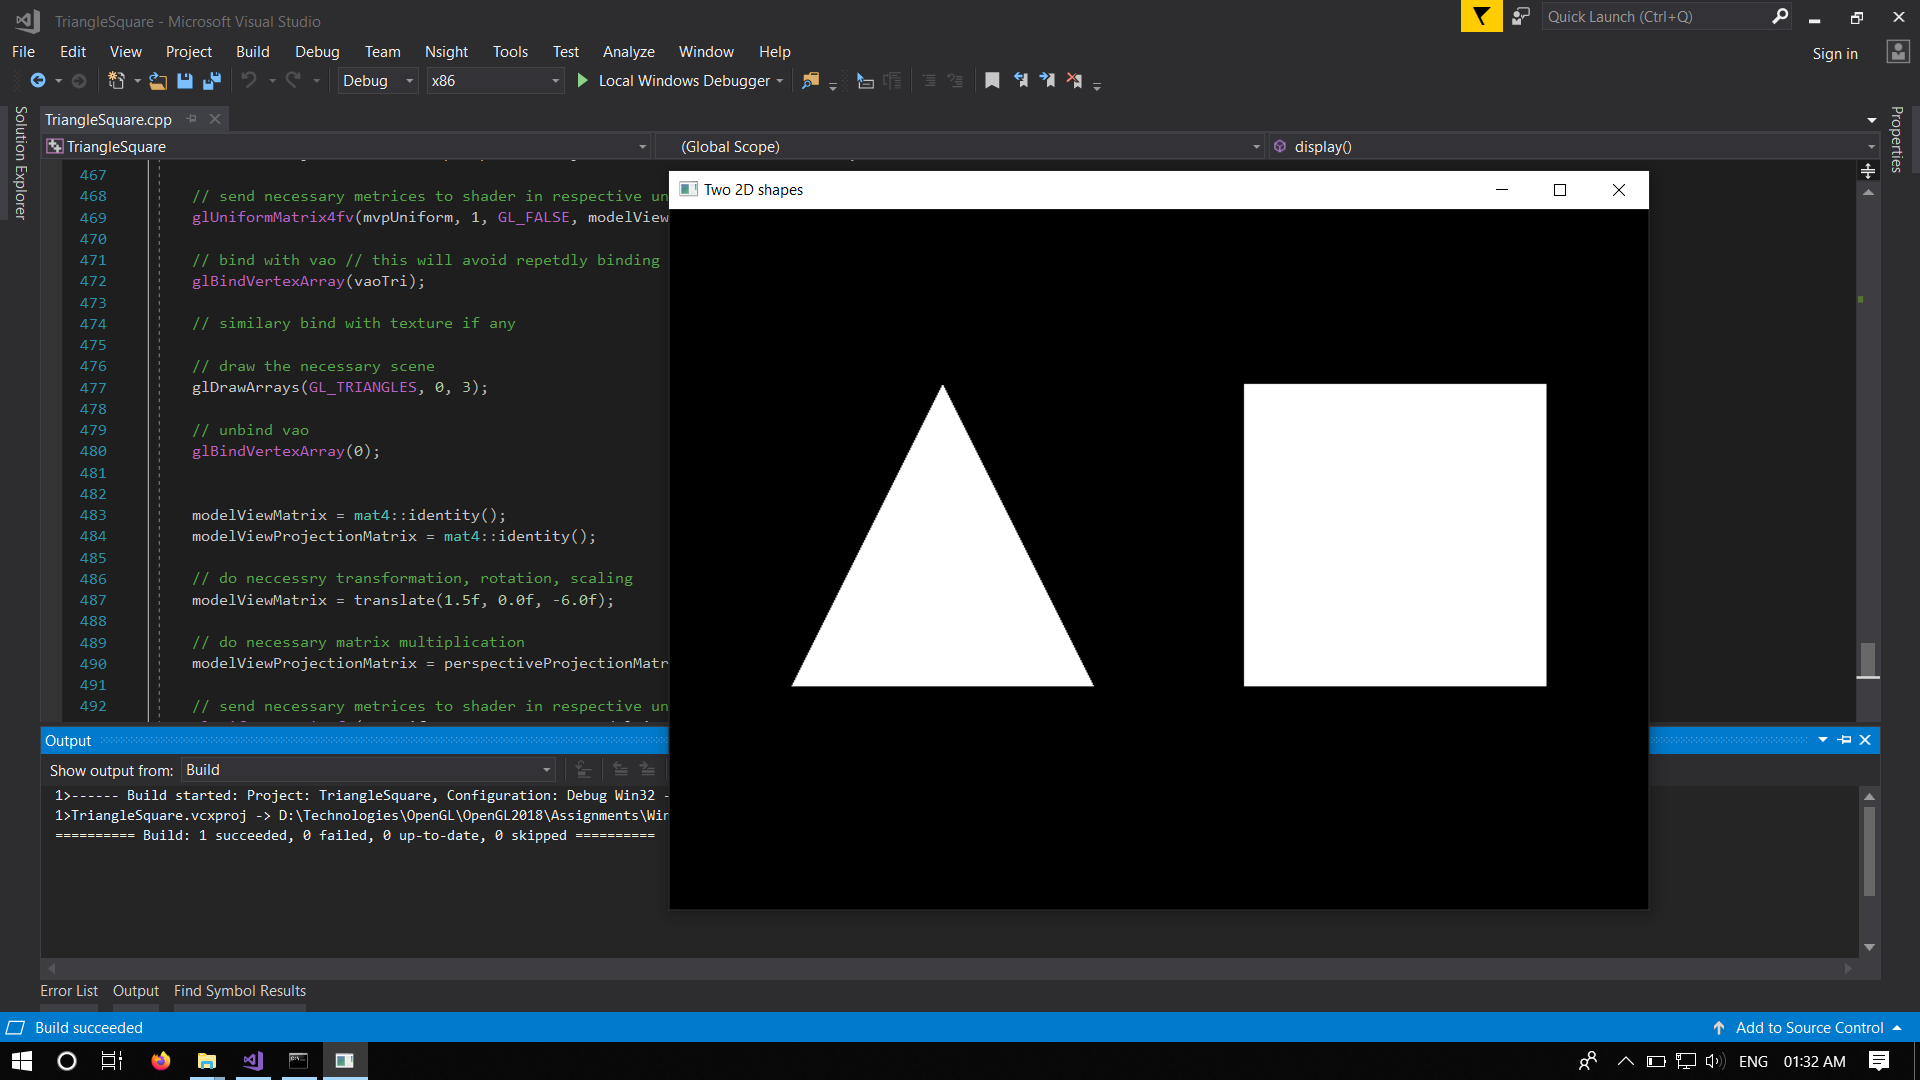 TriangleSquare - Microsoft Visual Studio
Quick Launch (Ctrl+Q)
File Edit View Project Build Debug Team Nsight Tools Test Analyze Window Help
Sign in
Debug x86 Local Windows Debugger
Solution Explorer
TriangleSquare.cpp
Properties
TriangleSquare (Global Scope) display()
467
468 // send necessary metrices to shader in respective un
469 glUniformMatrix4fv(mvpUniform, 1, GL_FALSE, modelView
470
471 // bind with vao // this will avoid repetdly binding
472 glBindVertexArray(vaoTri);
473
474 // similary bind with texture if any
475
476 // draw the necessary scene
477 glDrawArrays(GL_TRIANGLES, 0, 3);
478
479 // unbind vao
480 glBindVertexArray(0);
481
482
483 modelViewMatrix = mat4::identity();
484 modelViewProjectionMatrix = mat4::identity();
485
486 // do neccessry transformation, rotation, scaling
487 modelViewMatrix = translate(1.5f, 0.0f, -6.0f);
488
489 // do necessary matrix multiplication
490 modelViewProjectionMatrix = perspectiveProjectionMatr
491
492 // send necessary metrices to shader in respective un
Two 2D shapes
Output
Show output from: Build
1>------ Build started: Project: TriangleSquare, Configuration: Debug Win32 -
1>TriangleSquare.vcxproj -> D:\Technologies\OpenGL\OpenGL2018\Assignments\Win
========== Build: 1 succeeded, 0 failed, 0 up-to-date, 0 skipped ==========
Error List Output Find Symbol Results
Build succeeded
Add to Source Control
ENG 01:32 AM